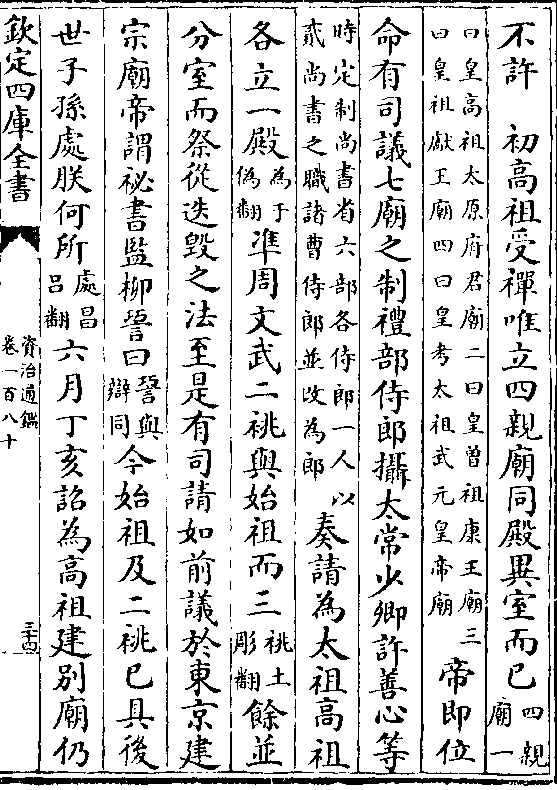 不許　初高祖受禪唯立四親廟同殿異室而已四親廟一
曰皇高祖太原府君廟二曰皇曾祖康王廟三曰皇祖獻王廟四曰皇考太祖武元皇帝廟帝即位
命有司議七廟之制禮部侍郎攝太常少卿許善心等
時定制尚書省六部各侍郎一人以貳尚書之職諸曹侍郎並改為郎奏請為太祖高祖
各立一殿為于偽翻準周文武二祧與始祖而三祧土彫翻餘並
分室而祭從迭毀之法至是有司請如前議於東京建
宗廟帝謂祕書監柳䛒曰䛒與辯同今始祖及二祧已具後
世子孫處朕何所處昌呂翻六月丁亥詔為高祖建別廟仍
欽定四庫全書
資治通鑑
卷一百八十
三十四